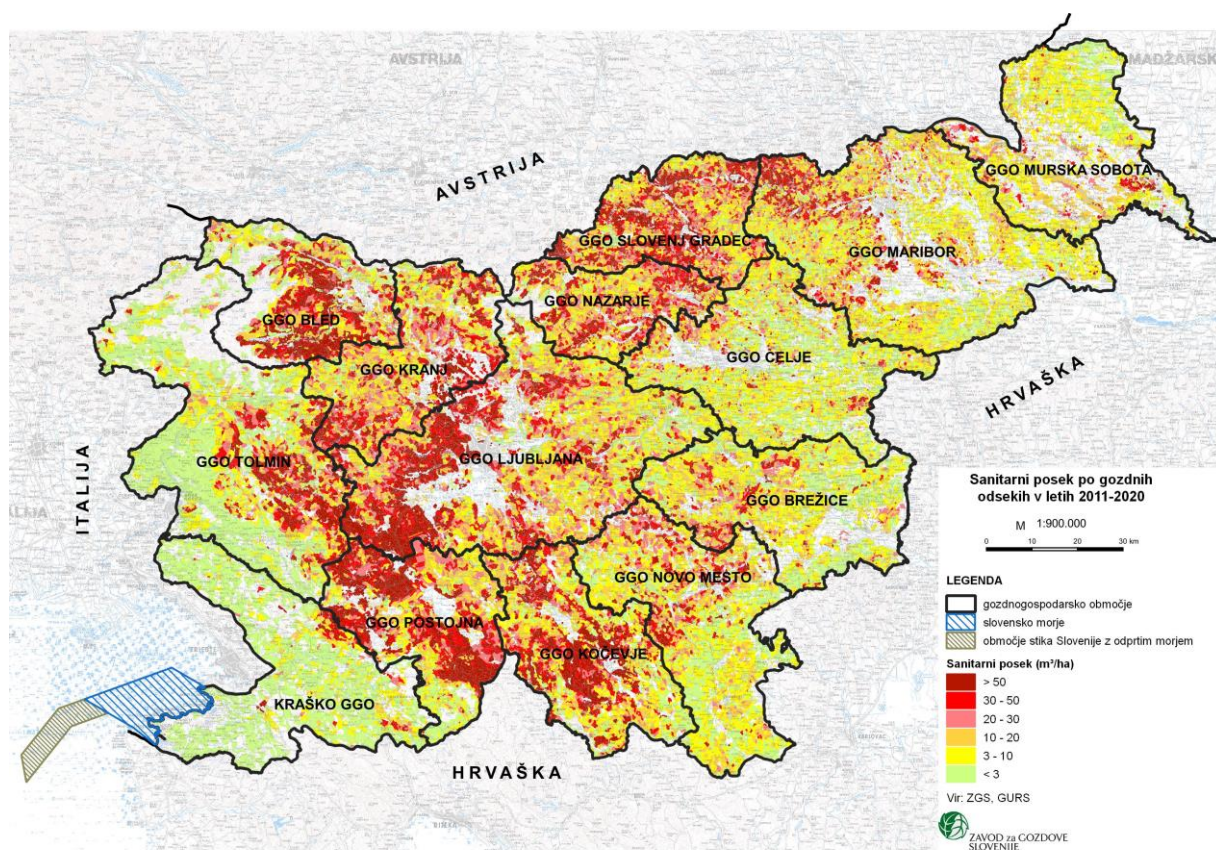 AVSTRIJA
MADŽARSK
AVSTRIJA
GGO MURSKA SOBOTA
GGO SLOVENJ GRADEC
GGO MARIBOR
GGO NAZARJE
GGO BLED
GGO CELJE
GGO KRANJ
HRVAŠKA
ITALIJA
GGO TOLMIN
GGO LJUBLJANA
GGO BREŽICE
GGO NOVO MESTO
GGO POSTOJNA
GGO KOČEVJE
KRAŠKO GGO
HRVAŠKA
Sanitarni posek po gozdnih
odsekih v letih 2011-2020
M 1:900.000
0 10 20 30 km
LEGENDA
gozdnogospodarsko območje
slovensko morje
območje stika Slovenije z odprtim morjem
Sanitarni posek (m³/ha)
> 50
30 - 50
20 - 30
10 - 20
3 - 10
< 3
Vir: ZGS, GURS
ZAVOD za GOZDOVE
SLOVENIJE